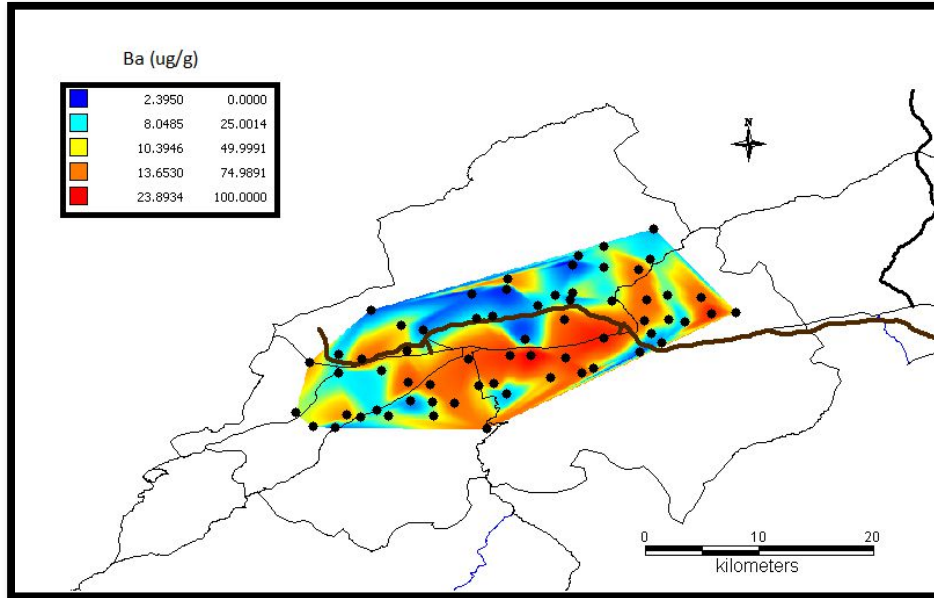 Ba (ug/g)
2.3950 0.0000
8.0485 25.0014
10.3946 49.9991
13.6530 74.9891
23.8934 100.0000
N
0 10 20
kilometers